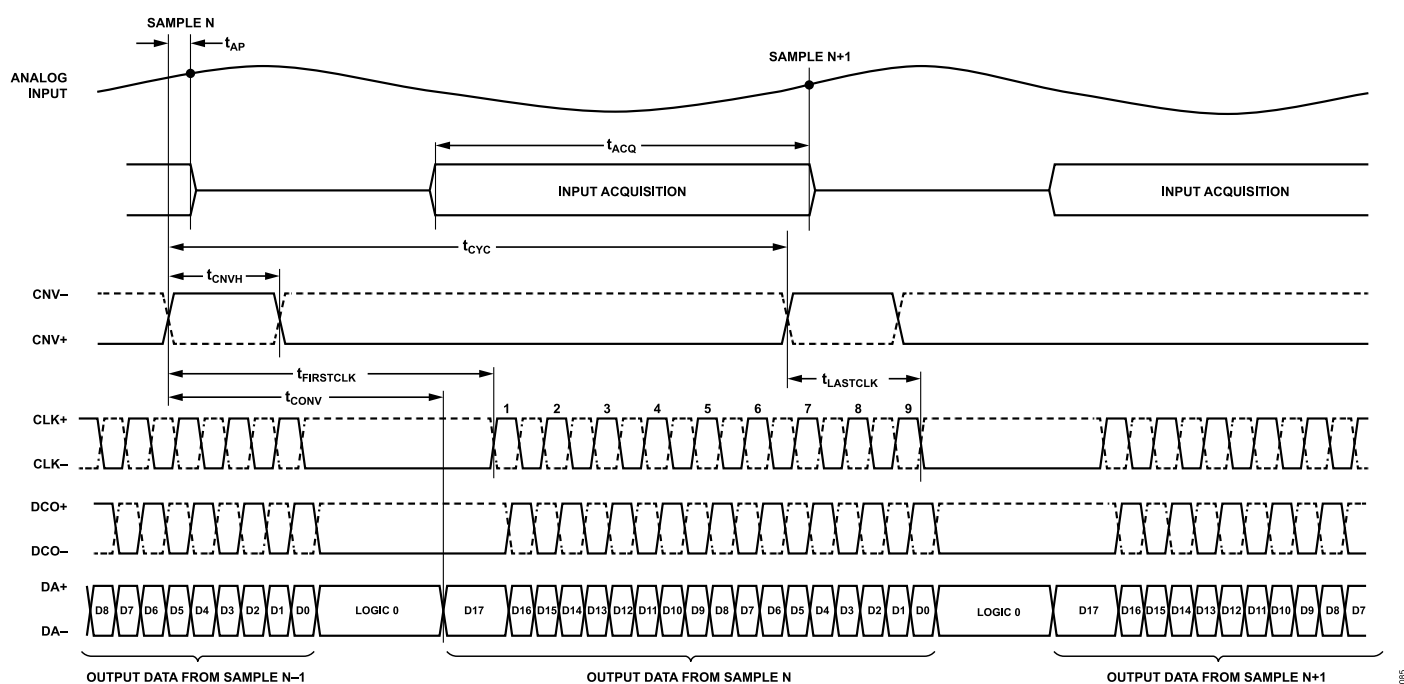 SAMPLE N
tAP
SAMPLE N+1
ANALOG
INPUT
tACQ
INPUT ACQUISITION
INPUT ACQUISITION
tCYC
tCNVH
CNV–
CNV+
tFIRSTCLK
tLASTCLK
tCONV
1 2 3 4 5 6 7 8 9
CLK+
CLK–
DCO+
DCO–
DA+
D8 D7 D6 D5 D4 D3 D2 D1 D0 LOGIC 0 D17 D16 D15 D14 D13 D12 D11 D10 D9 D8 D7 D6 D5 D4 D3 D2 D1 D0 LOGIC 0 D17 D16 D15 D14 D13 D12 D11 D10 D9 D8 D7
DA–
OUTPUT DATA FROM SAMPLE N–1
OUTPUT DATA FROM SAMPLE N
OUTPUT DATA FROM SAMPLE N+1